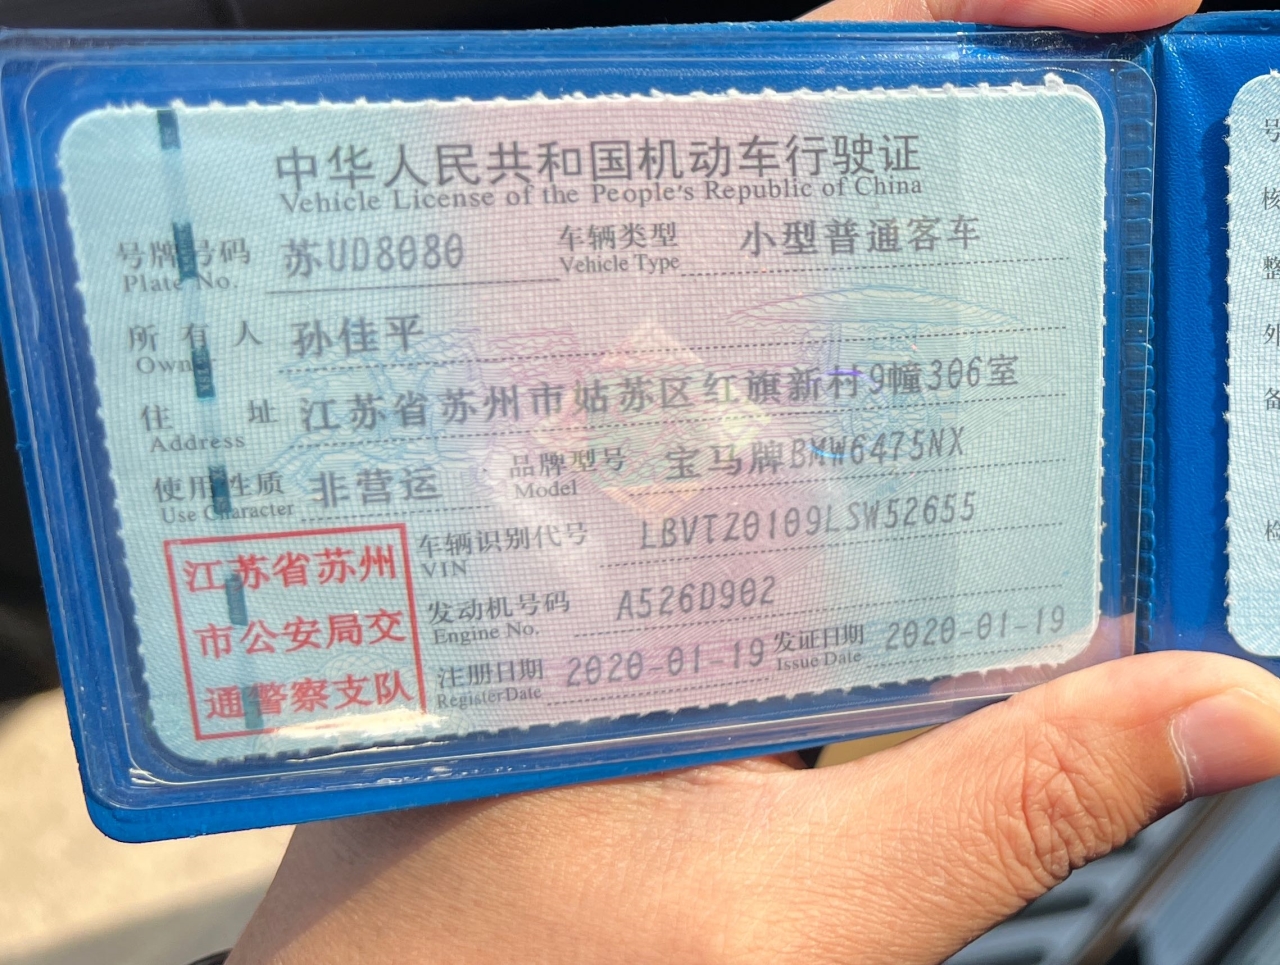 中华人民共和国机动车行驶证
Vehicle License of the People's Republic of China
号牌号码 苏UD8080 车辆类型 小型普通客车
Plate No. Vehicle Type
所有人 孙佳平
Owner
住址 江苏省苏州市姑苏区红旗新村9幢306室
Address
使用性质 非营运 品牌型号 宝马牌BMW6475NX
Use Character Model
车辆识别代号 LBVTZ0109LSW52655
VIN
发动机号码 A526D902
Engine No.
注册日期 2020-01-19 发证日期 2020-01-19
Register Date Issue Date
江苏省苏州
市公安局交
通警察支队
号
核
整
外
备
检